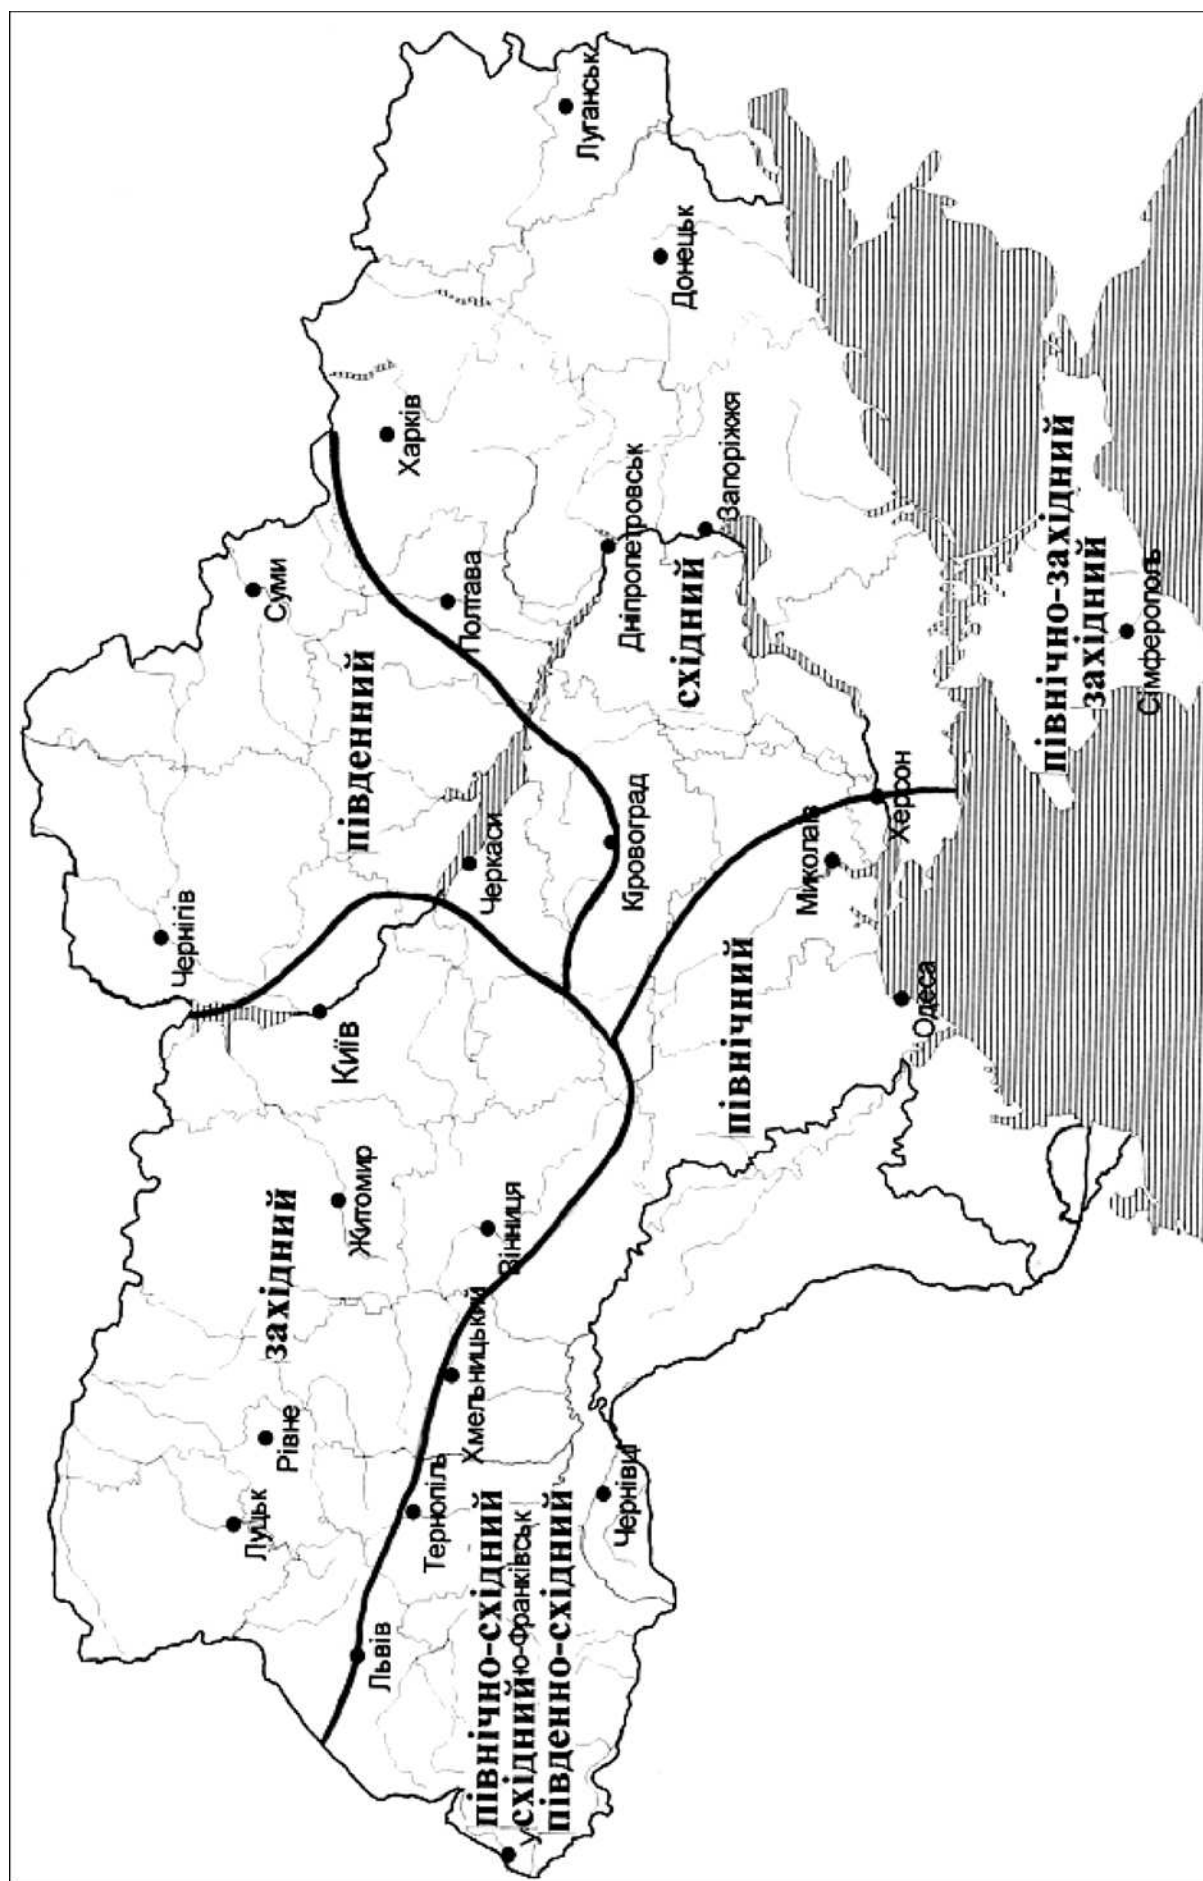 Чернігів
Суми
Київ
Луцьк
Рівне
Житомир
західний
південний
Харків
Полтава
Черкаси
Львів
Тернопіль
Хмельницький
Вінниця
Луганськ
Донецьк
Дніпропетровськ
Запоріжжя
східний
Кіровоград
північно-східний
східний
південно-східний
ю-Франківськ
У
Чернівці
північний
Миколаїв
Херсон
Одеса
північно-західний
західний
Сімферополь